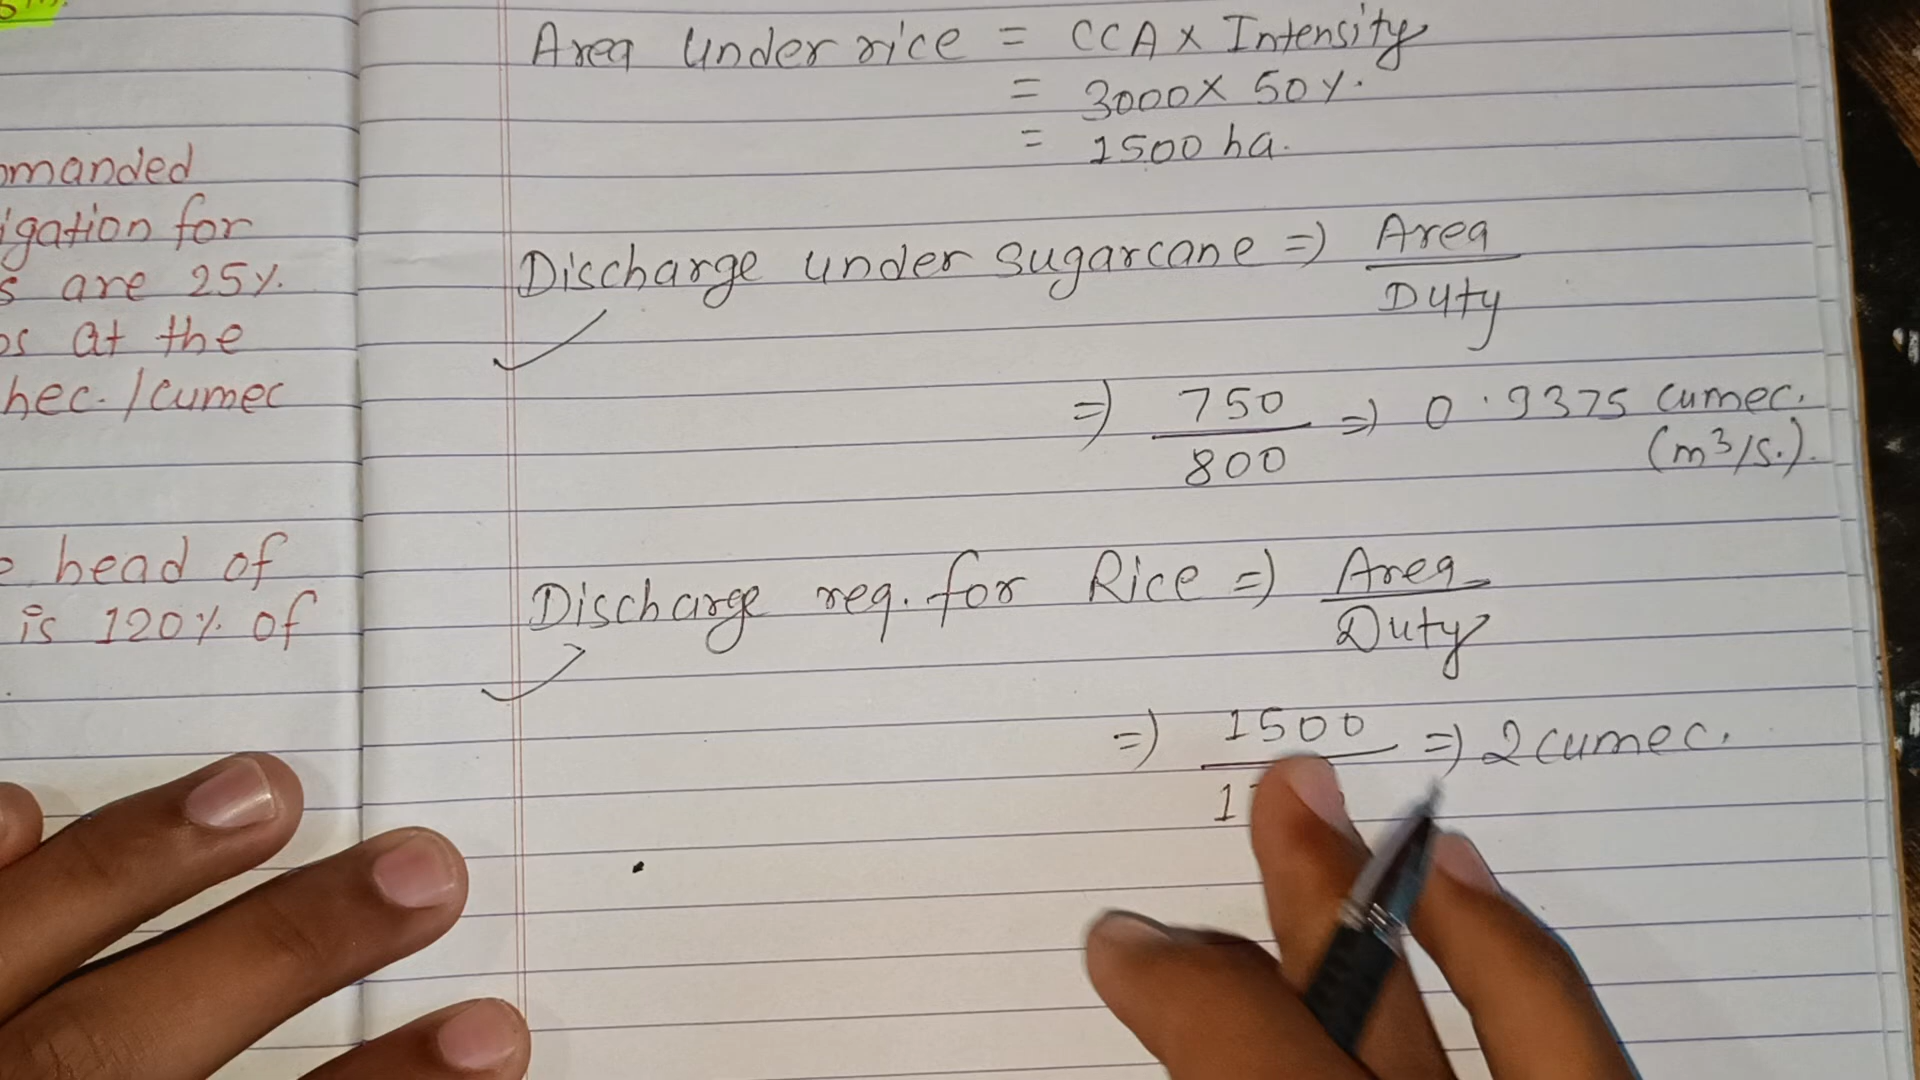 manded
igation for
s are 25%.
os at the
hec./cumec
head of
is 120% of
Area Under rice = CCA x Intensity
= 3000 x 50%.
= 1500 ha.
Discharge under sugarcane => Area
Duty
=> 750
800 => 0.9375 cumec.
(m3/s.).
Discharge req. for Rice => Area
Duty
=> 1500 => 2 cumec.